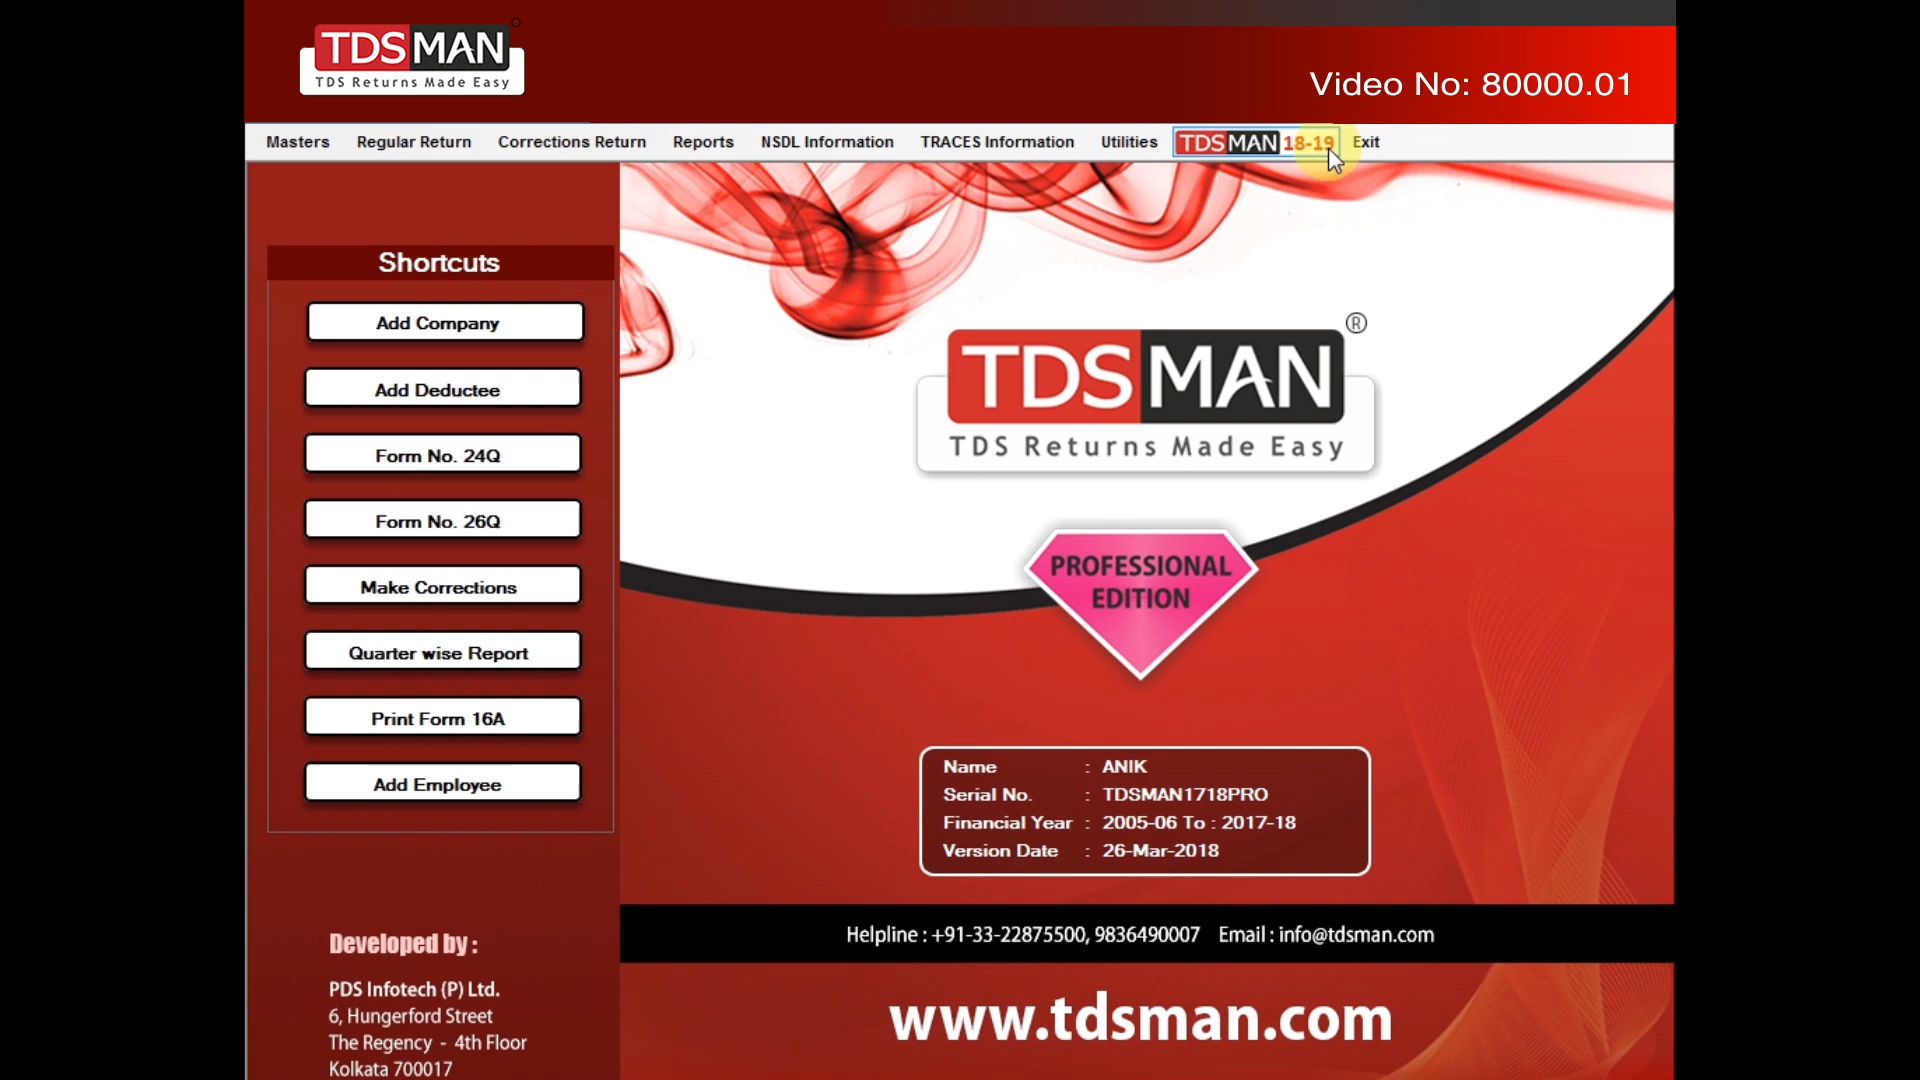 TDSMAN
TDS Returns Made Easy
Video No: 80000.01
Masters Regular Return Corrections Return Reports NSDL Information TRACES Information Utilities TDSMAN 18-19 Exit
Shortcuts
Add Company
Add Deductee
Form No. 24Q
Form No. 26Q
Make Corrections
Quarter wise Report
Print Form 16A
Add Employee
Developed by :
PDS Infotech (P) Ltd.
6, Hungerford Street
The Regency - 4th Floor
Kolkata 700017
TDSMAN ®
TDS Returns Made Easy
PROFESSIONAL
EDITION
Name : ANIK
Serial No. : TDSMAN1718PRO
Financial Year : 2005-06 To : 2017-18
Version Date : 26-Mar-2018
Helpline : +91-33-22875500, 9836490007 Email : info@tdsman.com
www.tdsman.com